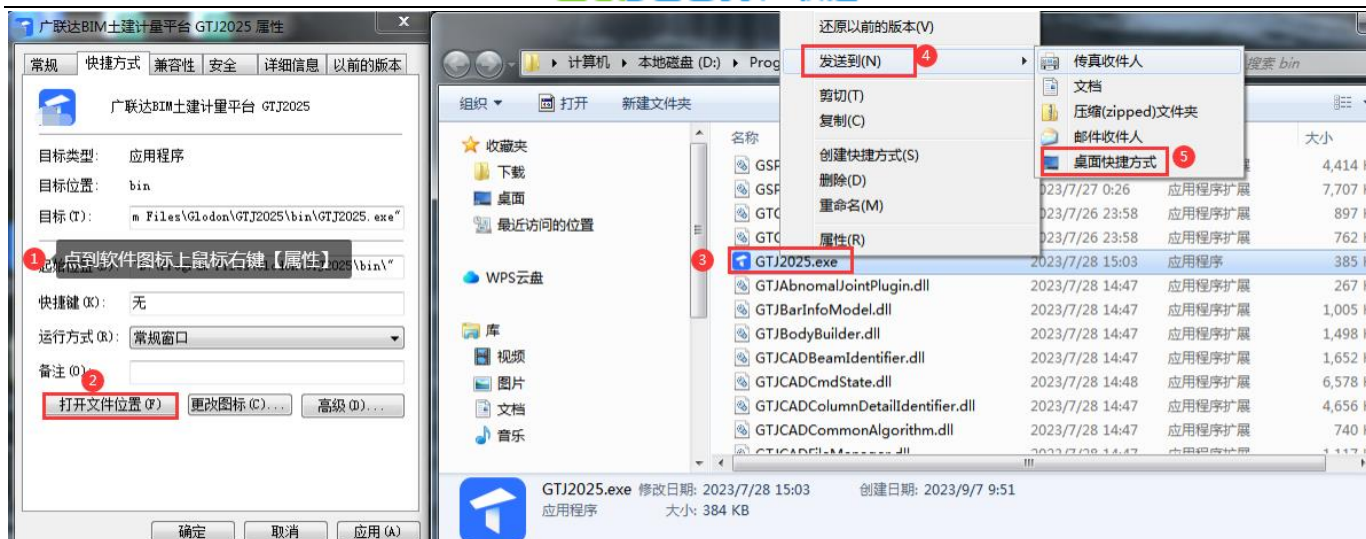 广联达BIM土建计量平台 GTJ2025 属性
x
常规 快捷方式 兼容性 安全 详细信息 以前的版本
广联达BIM土建计量平台 GTJ2025
目标类型: 应用程序
目标位置: bin
目标(T): m Files\Glodon\GTJ2025\bin\GTJ2025.exe"
1 点到软件图标上鼠标右键【属性】
\bin\"
快捷键(K): 无
运行方式(R): 常规窗口
备注(O):
2
打开文件位置(F) 更改图标(C)... 高级(D)...
确定 取消 应用(A)
计算机 本地磁盘 (D:) Prog
搜索 bin
组织 打开 新建文件夹
收藏夹
下载
桌面
最近访问的位置
WPS云盘
库
视频
图片
文档
音乐
还原以前的版本(V)
发送到(N) 4
剪切(T)
复制(C)
创建快捷方式(S)
删除(D)
重命名(M)
属性(R)
传真收件人
文档
压缩(zipped)文件夹
邮件收件人
桌面快捷方式 5
名称 大小
GSP 4,414
GSP 2023/7/27 0:26 应用程序扩展 7,707
GTC 2023/7/26 23:58 应用程序扩展 897
GTC 2023/7/26 23:58 应用程序扩展 762
3 GTJ2025.exe 2023/7/28 15:03 应用程序 385
GTJAbnomalJointPlugin.dll 2023/7/28 14:47 应用程序扩展 267
GTJBarInfoModel.dll 2023/7/28 14:47 应用程序扩展 1,005
GTJBodyBuilder.dll 2023/7/28 14:47 应用程序扩展 1,498
GTJCADBeamIdentifier.dll 2023/7/28 14:47 应用程序扩展 1,652
GTJCADCmdState.dll 2023/7/28 14:48 应用程序扩展 6,578
GTJCADColumnDetailIdentifier.dll 2023/7/28 14:47 应用程序扩展 4,656
GTJCADCommonAlgorithm.dll 2023/7/28 14:47 应用程序扩展 740
GTJCADFileManager.dll 2023/7/28 14:47 应用程序扩展 1,117
GTJ2025.exe 修改日期: 2023/7/28 15:03 创建日期: 2023/9/7 9:51
应用程序 大小: 384 KB